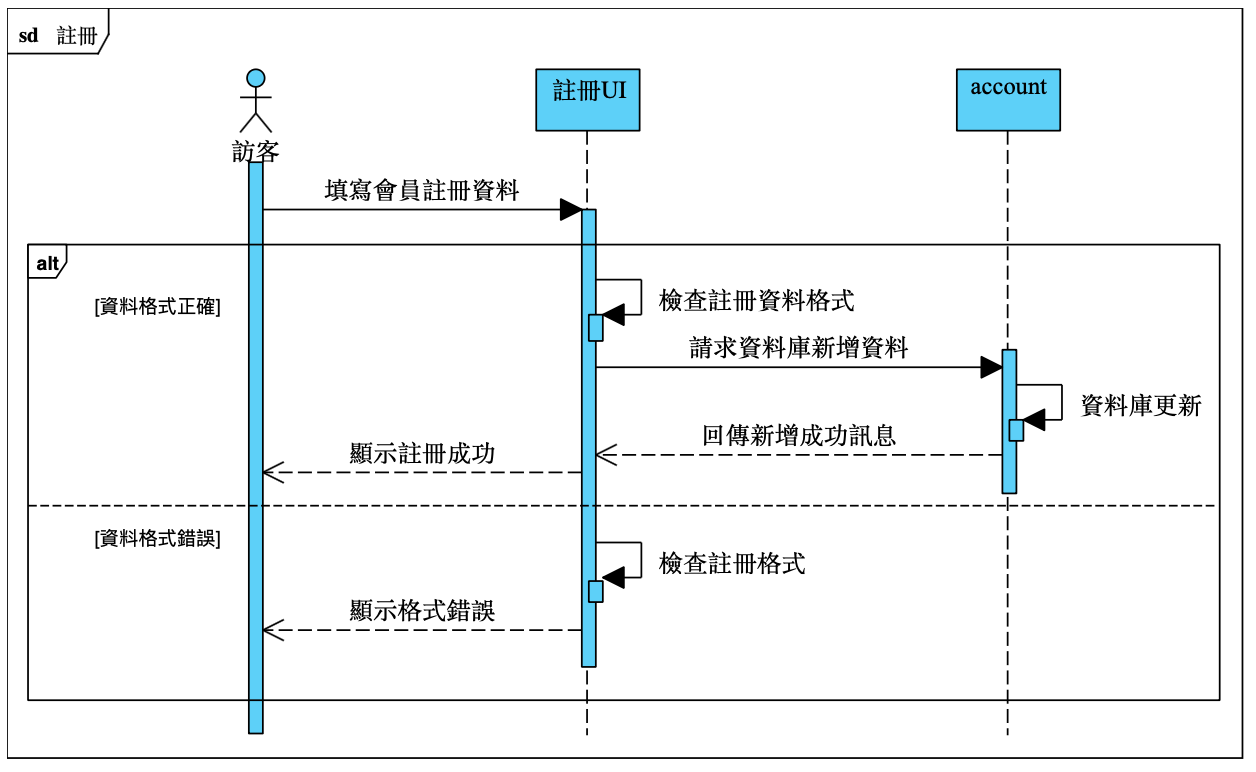 sd 註冊
註冊UI
account
訪客
填寫會員註冊資料
alt
[資料格式正確]
檢查註冊資料格式
請求資料庫新增資料
資料庫更新
回傳新增成功訊息
顯示註冊成功
[資料格式錯誤]
檢查註冊格式
顯示格式錯誤